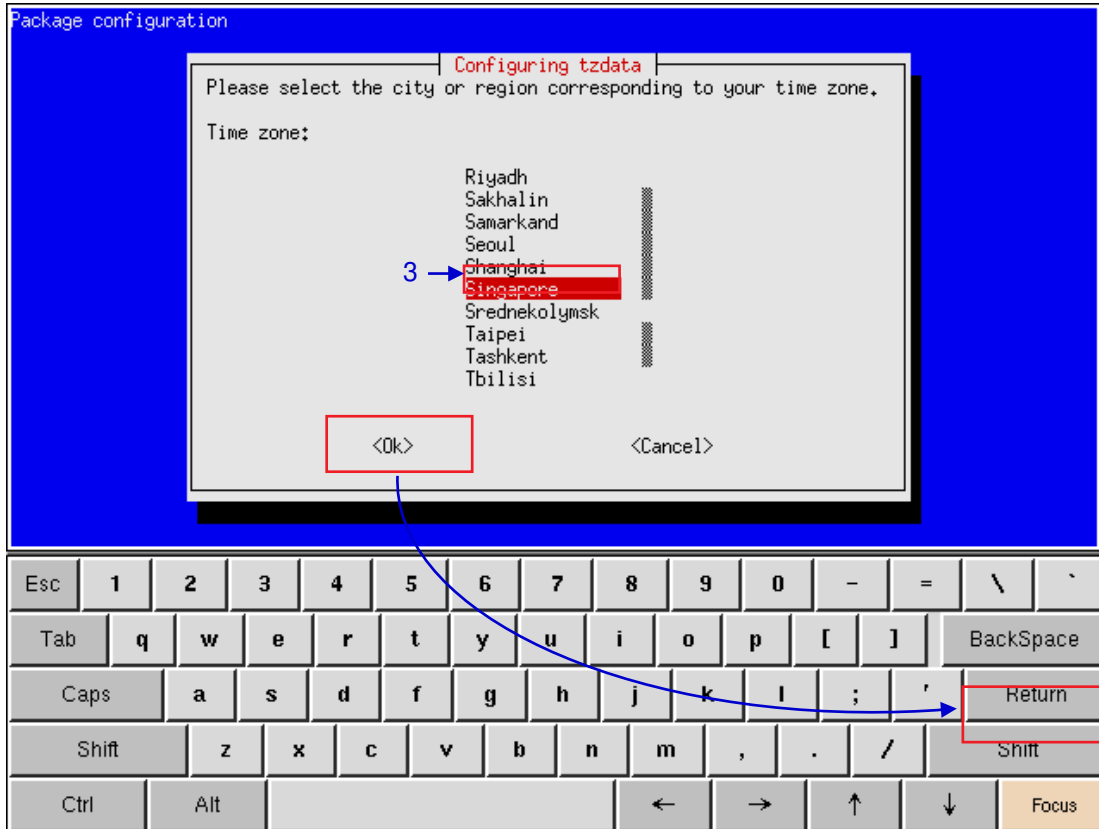 Package configuration
Configuring tzdata
Please select the city or region corresponding to your time zone.
Time zone:
Riyadh
Sakhalin
Samarkand
Seoul
Shanghai
3
Singapore
Srednekolymsk
Taipei
Tashkent
Tbilisi
<Ok> <Cancel>
Esc 1 2 3 4 5 6 7 8 9 0 - = \ `
Tab q w e r t y u i o p [ ] BackSpace
Caps a s d f g h j k l ; ' Return
Shift z x c v b n m , . / Shift
Ctrl Alt ← → ↑ ↓ Focus